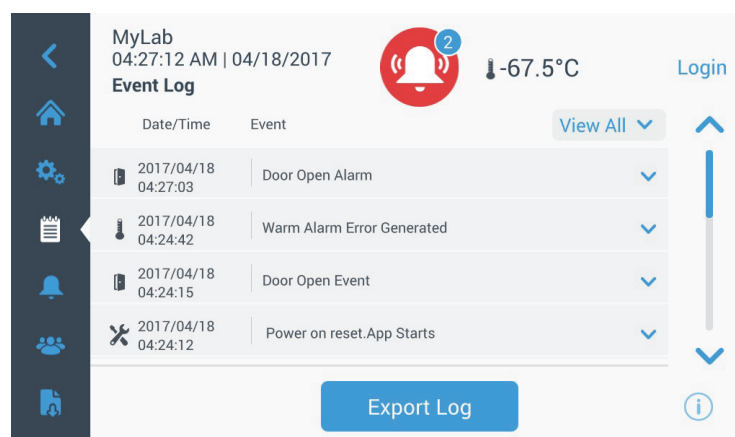 MyLab
04:27:12 AM | 04/18/2017
Event Log
2
-67.5°C
Login
Date/Time Event View All
2017/04/18
04:27:03
Door Open Alarm
2017/04/18
04:24:42
Warm Alarm Error Generated
2017/04/18
04:24:15
Door Open Event
2017/04/18
04:24:12
Power on reset.App Starts
Export Log
i